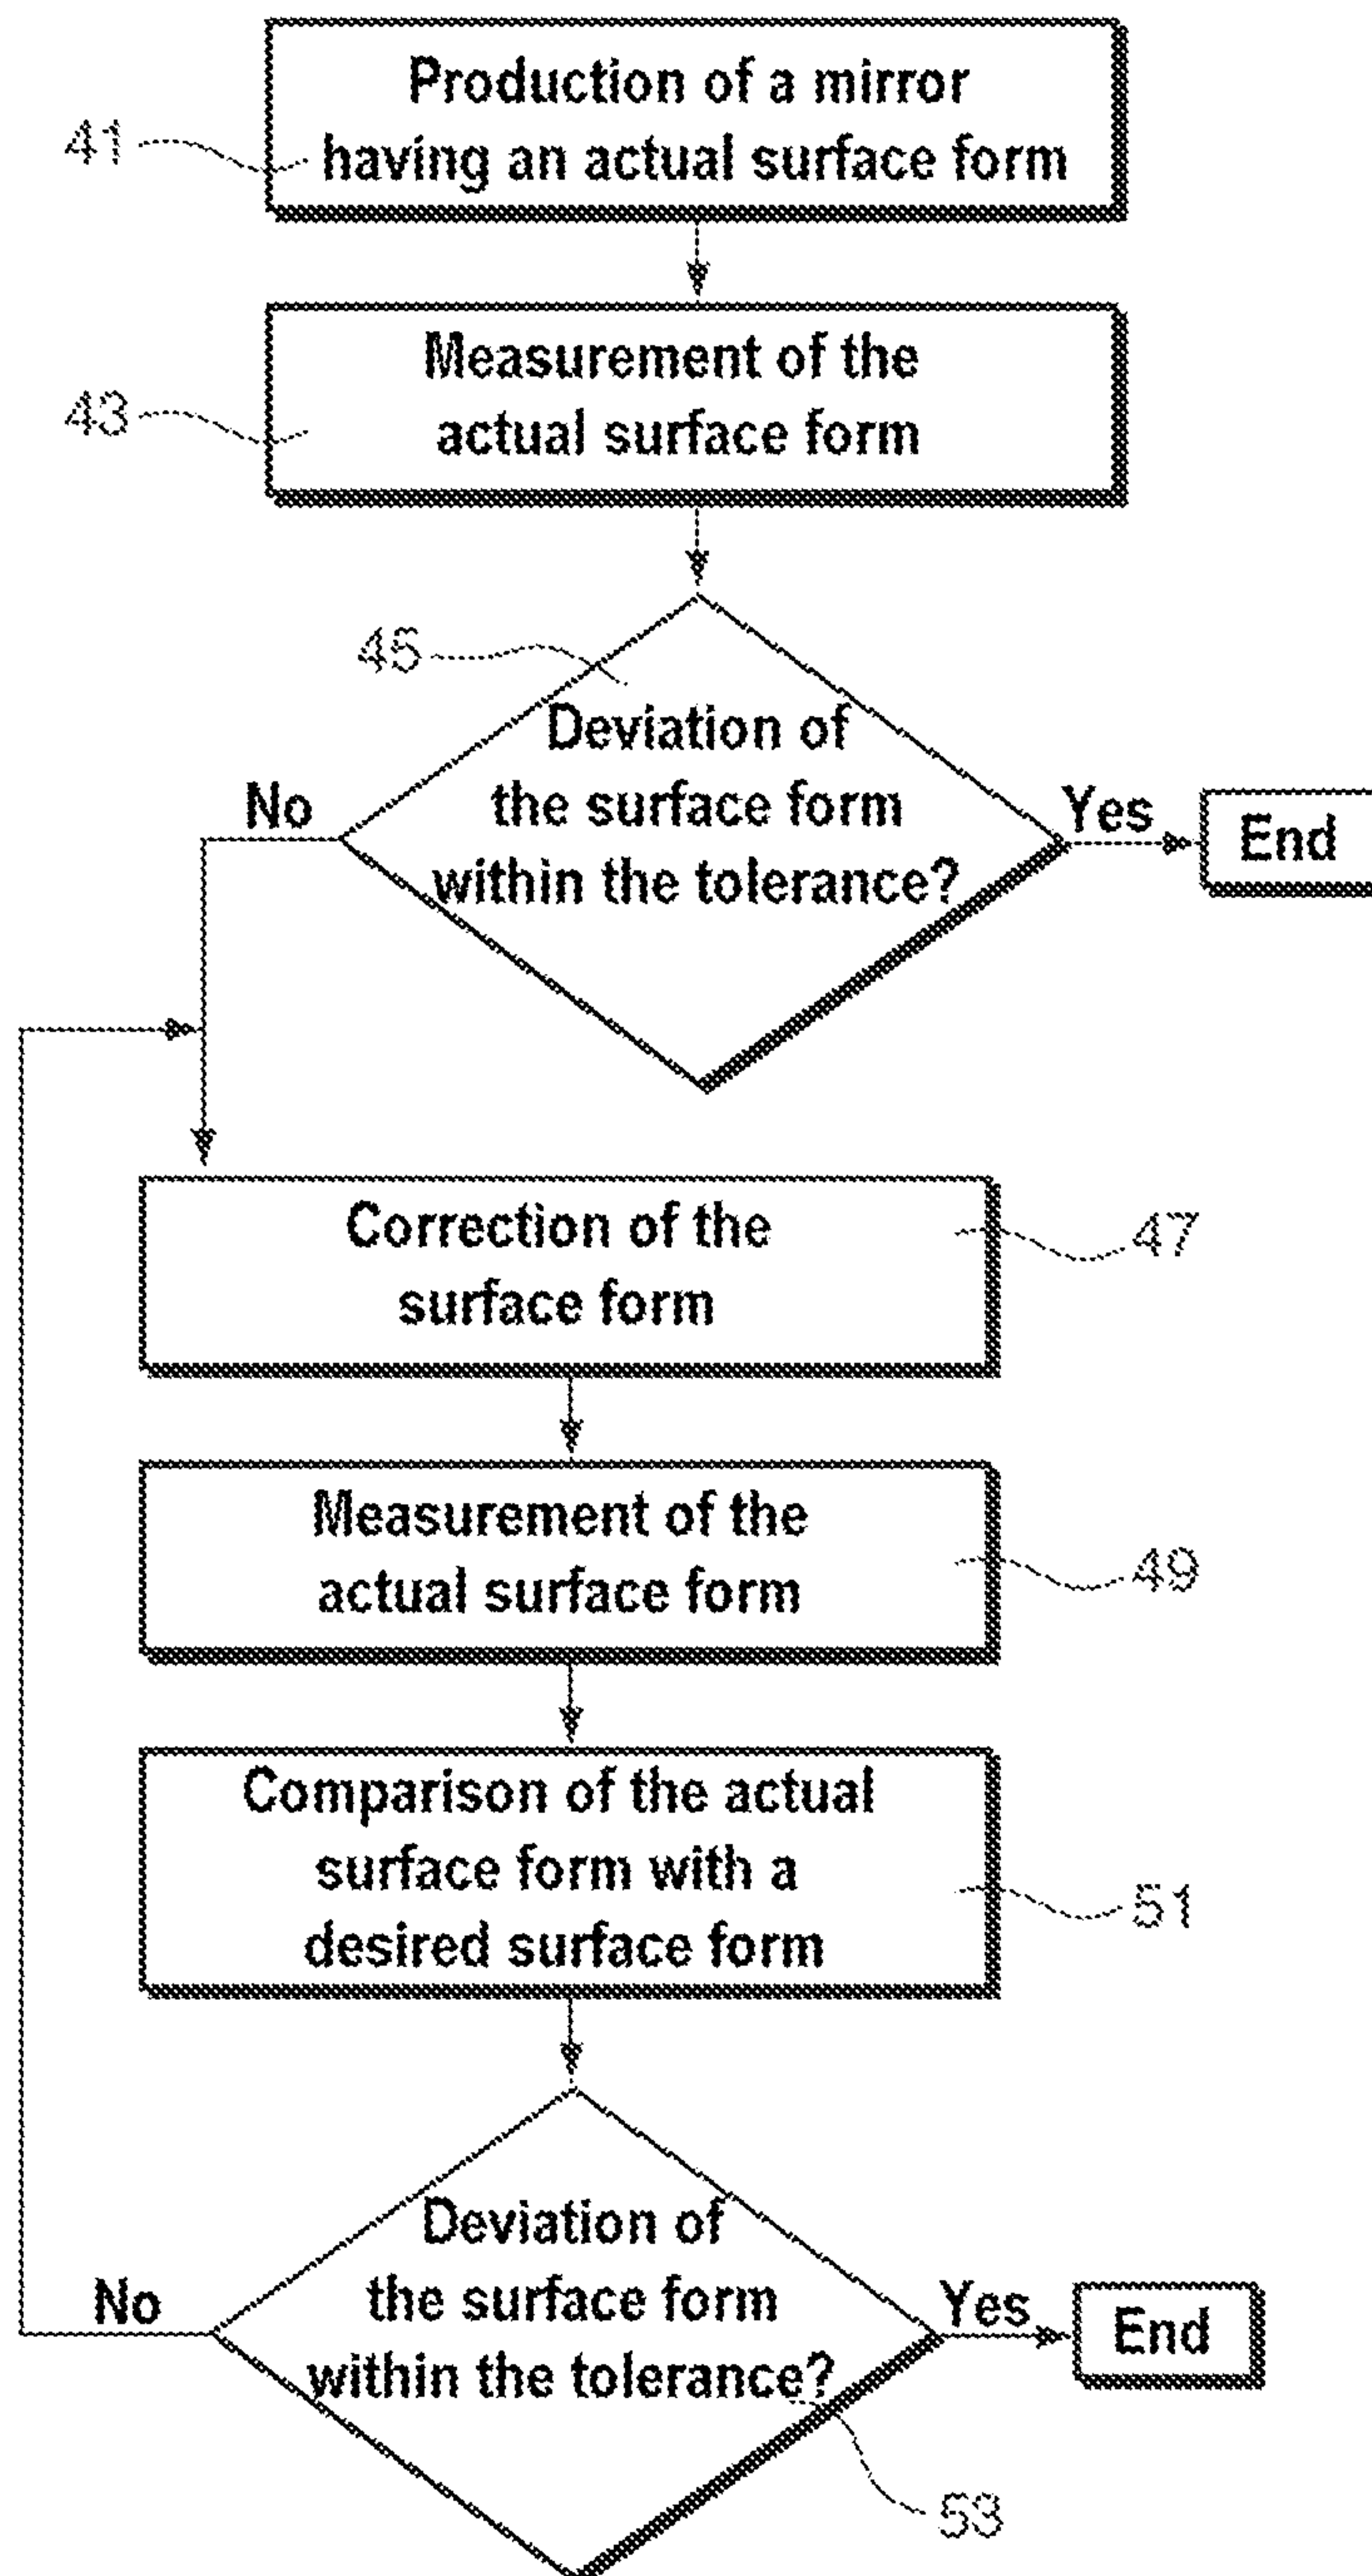 Production of a mirror
having an actual surface form
41
Measurement of the
actual surface form
43
45
Deviation of
the surface form
within the tolerance?
No
Yes
End
Correction of the
surface form
47
Measurement of the
actual surface form
49
Comparison of the actual
surface form with a
desired surface form
51
Deviation of
the surface form
within the tolerance?
No
Yes
End
53